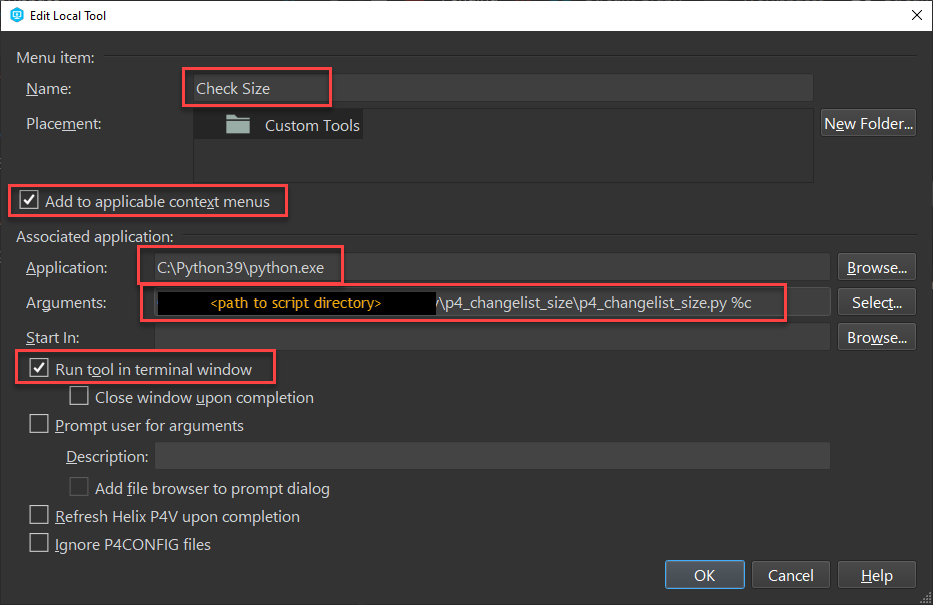 Edit Local Tool
Menu item:
Name: Check Size
Placement: Custom Tools New Folder...
Add to applicable context menus
Associated application:
Application: C:\Python39\python.exe Browse...
Arguments: <path to script directory> \p4_changelist_size\p4_changelist_size.py %c Select...
Start In: Browse...
Run tool in terminal window
Close window upon completion
Prompt user for arguments
Description:
Add file browser to prompt dialog
Refresh Helix P4V upon completion
Ignore P4CONFIG files
OK Cancel Help